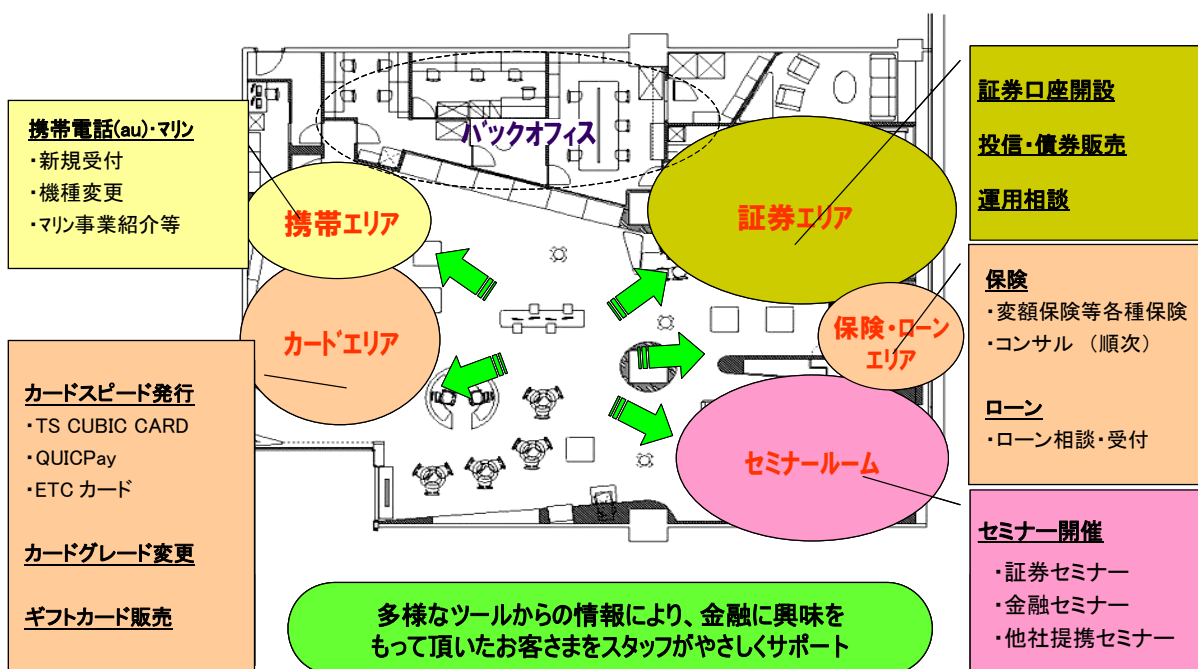 携帯電話(au)・マリン
・新規受付
・機種変更
・マリン事業紹介等
カードスピード発行
・TS CUBIC CARD
・QUICPay
・ETC カード
カードグレード変更
ギフトカード販売
バックオフィス
携帯エリア
カードエリア
証券エリア
保険・ローン
エリア
セミナールーム
証券口座開設
投信・債券販売
運用相談
保険
・変額保険等各種保険
・コンサル （順次）
ローン
・ローン相談・受付
セミナー開催
・証券セミナー
・金融セミナー
・他社提携セミナー
多様なツールからの情報により、金融に興味を
もって頂いたお客さまをスタッフがやさしくサポート